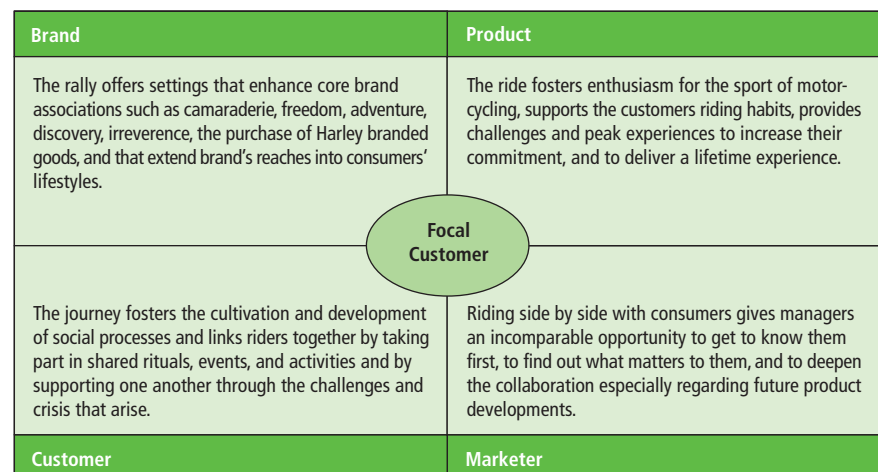 Brand
Product
The rally offers settings that enhance core brand
associations such as camaraderie, freedom, adventure,
discovery, irreverence, the purchase of Harley branded
goods, and that extend brand's reaches into consumers'
lifestyles.
The ride fosters enthusiasm for the sport of motor-
cycling, supports the customers riding habits, provides
challenges and peak experiences to increase their
commitment, and to deliver a lifetime experience.
Focal
Customer
The journey fosters the cultivation and development
of social processes and links riders together by taking
part in shared rituals, events, and activities and by
supporting one another through the challenges and
crisis that arise.
Riding side by side with consumers gives managers
an incomparable opportunity to get to know them
first, to find out what matters to them, and to deepen
the collaboration especially regarding future product
developments.
Customer
Marketer